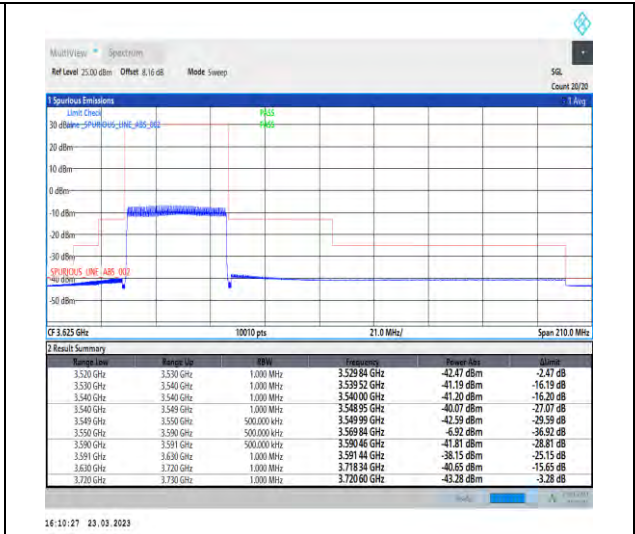 MultiView Spectrum
Ref Level 25.00 dBm Offset 8.16 dB Mode Sweep SGL
Count 20/20
1 Spurious Emissions 1 Avg
Limit Check PASS
30 dBm Line _SPURIOUS_LINE_ABS_002 PASS
20 dBm
10 dBm
0 dBm
-10 dBm
-20 dBm
-30 dBm
SPURIOUS_LINE_ABS_002
-40 dBm
-50 dBm
CF 3.625 GHz 10010 pts 21.0 MHz/ Span 210.0 MHz
2 Result Summary
Range Low Range Up RBW Frequency Power Abs ΔLimit
3.520 GHz 3.530 GHz 1.000 MHz 3.529 84 GHz -42.47 dBm -2.47 dB
3.530 GHz 3.540 GHz 1.000 MHz 3.539 52 GHz -41.19 dBm -16.19 dB
3.540 GHz 3.540 GHz 1.000 MHz 3.540 00 GHz -41.20 dBm -16.20 dB
3.540 GHz 3.549 GHz 1.000 MHz 3.548 95 GHz -40.07 dBm -27.07 dB
3.549 GHz 3.550 GHz 500.000 kHz 3.549 99 GHz -42.59 dBm -29.59 dB
3.550 GHz 3.590 GHz 500.000 kHz 3.569 84 GHz -6.92 dBm -36.92 dB
3.590 GHz 3.591 GHz 500.000 kHz 3.590 46 GHz -41.81 dBm -28.81 dB
3.591 GHz 3.630 GHz 1.000 MHz 3.591 44 GHz -38.15 dBm -25.15 dB
3.630 GHz 3.720 GHz 1.000 MHz 3.718 34 GHz -40.65 dBm -15.65 dB
3.720 GHz 3.730 GHz 1.000 MHz 3.720 60 GHz -43.28 dBm -3.28 dB
Ready
16:10:27 23.03.2023